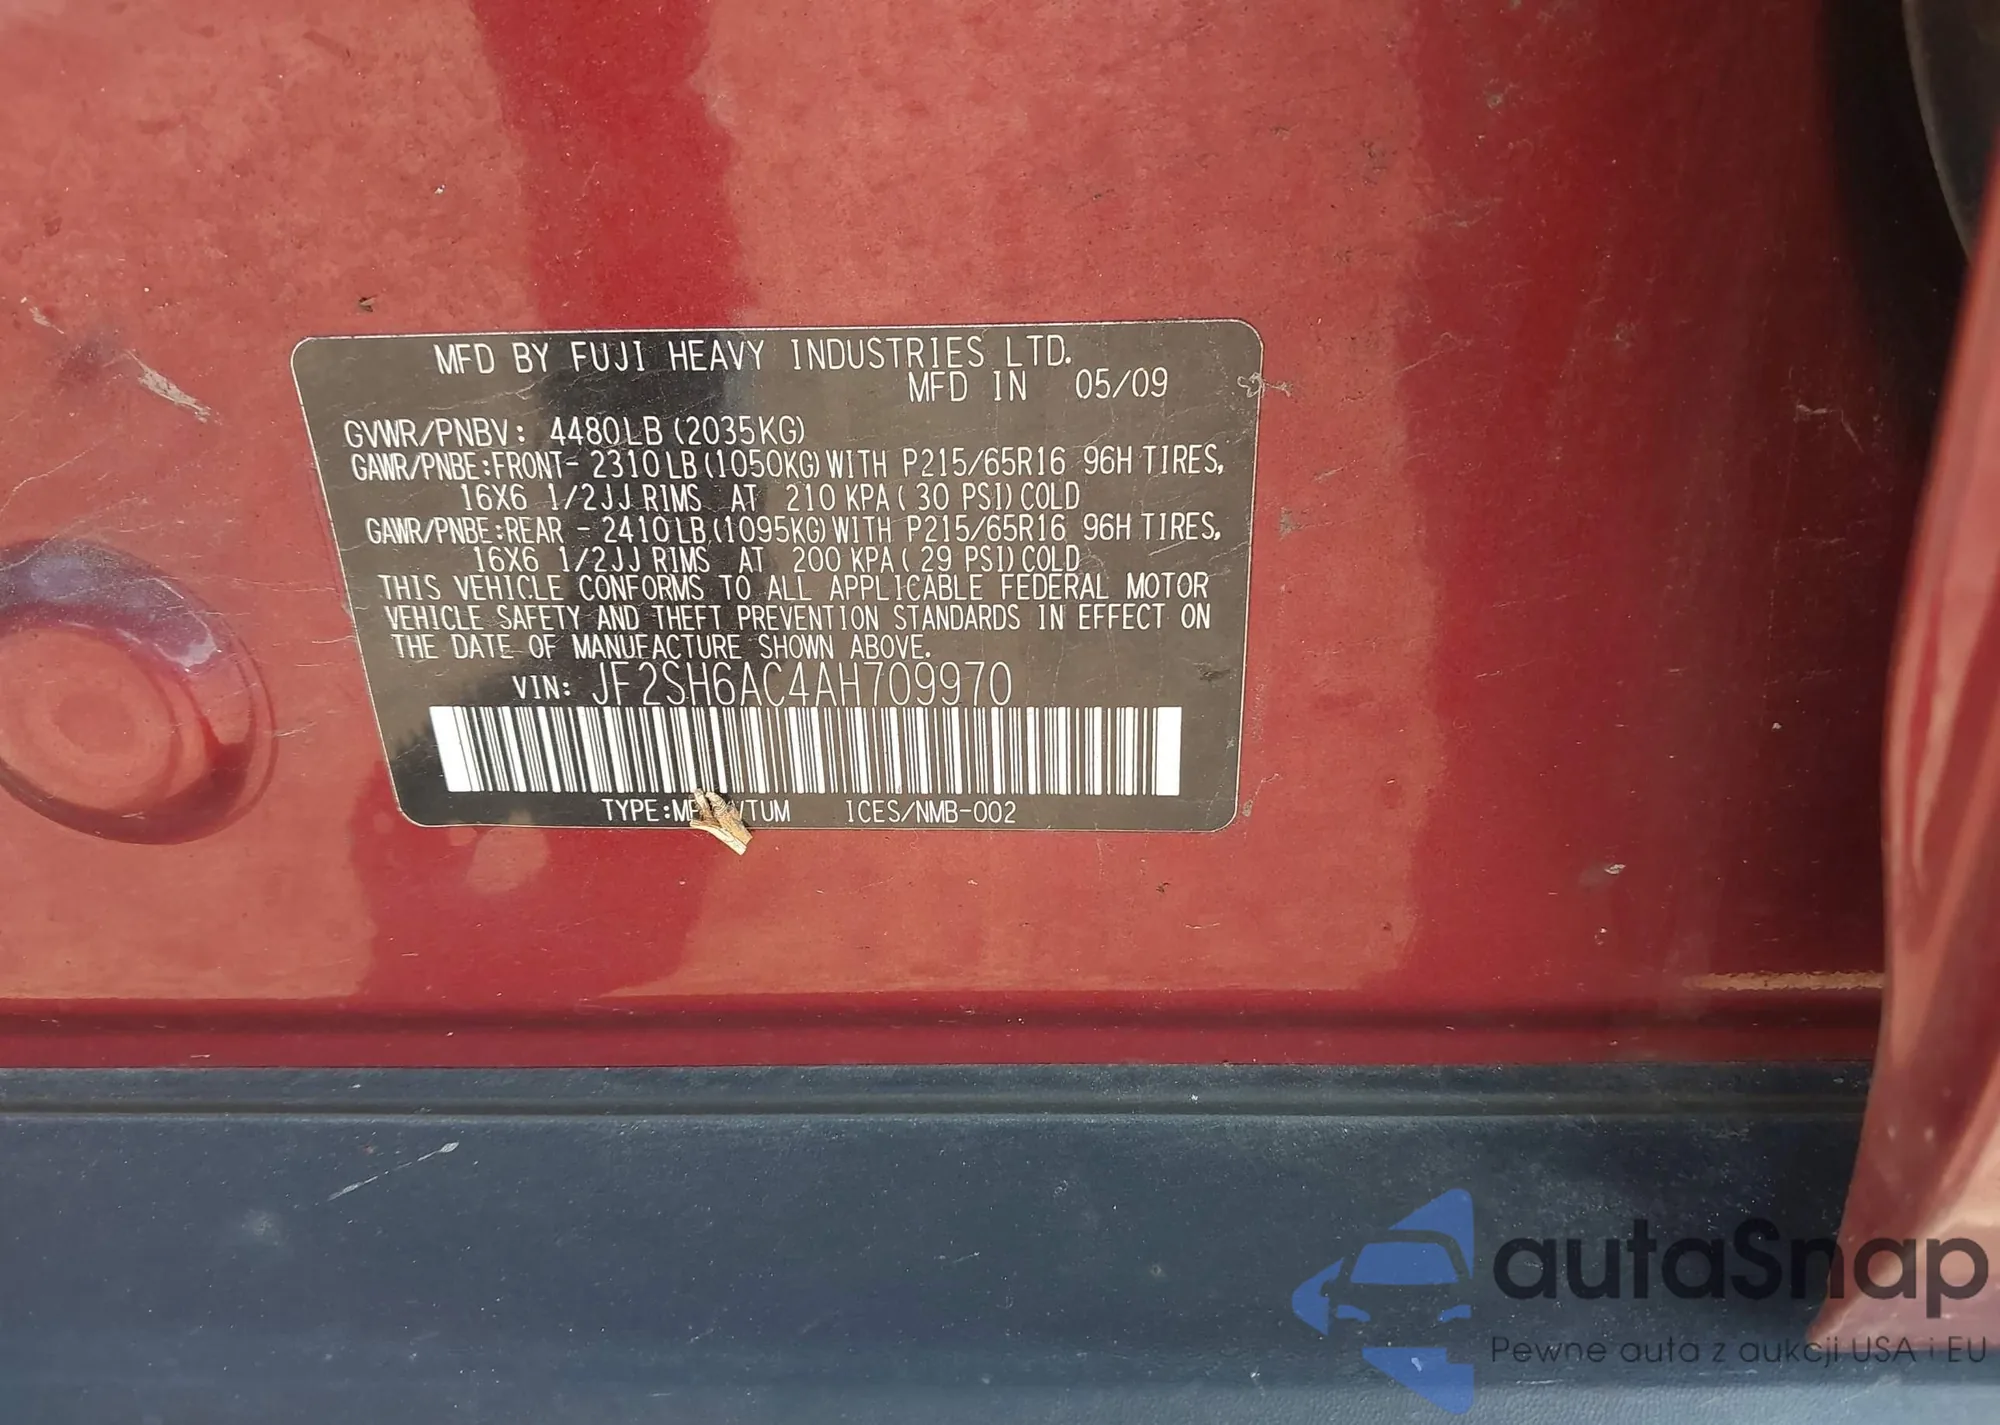 MFD BY FUJI HEAVY INDUSTRIES LTD.
MFD IN 05/09
GVWR/PNBV: 4480LB (2035KG)
GAWR/PNBE:FRONT- 2310LB (1050KG) WITH P215/65R16 96H TIRES,
16X6 1/2JJ RIMS AT 210 KPA ( 30 PSI) COLD
GAWR/PNBE:REAR - 2410LB (1095KG) WITH P215/65R16 96H TIRES,
16X6 1/2JJ RIMS AT 200 KPA ( 29 PSI) COLD
THIS VEHICLE CONFORMS TO ALL APPLICABLE FEDERAL MOTOR
VEHICLE SAFETY AND THEFT PREVENTION STANDARDS IN EFFECT ON
THE DATE OF MANUFACTURE SHOWN ABOVE.
VIN: JF2SH6AC4AH709970
TYPE: ICES/NMB-002
autaSnap
Pewne auta z aukcji USA i EU